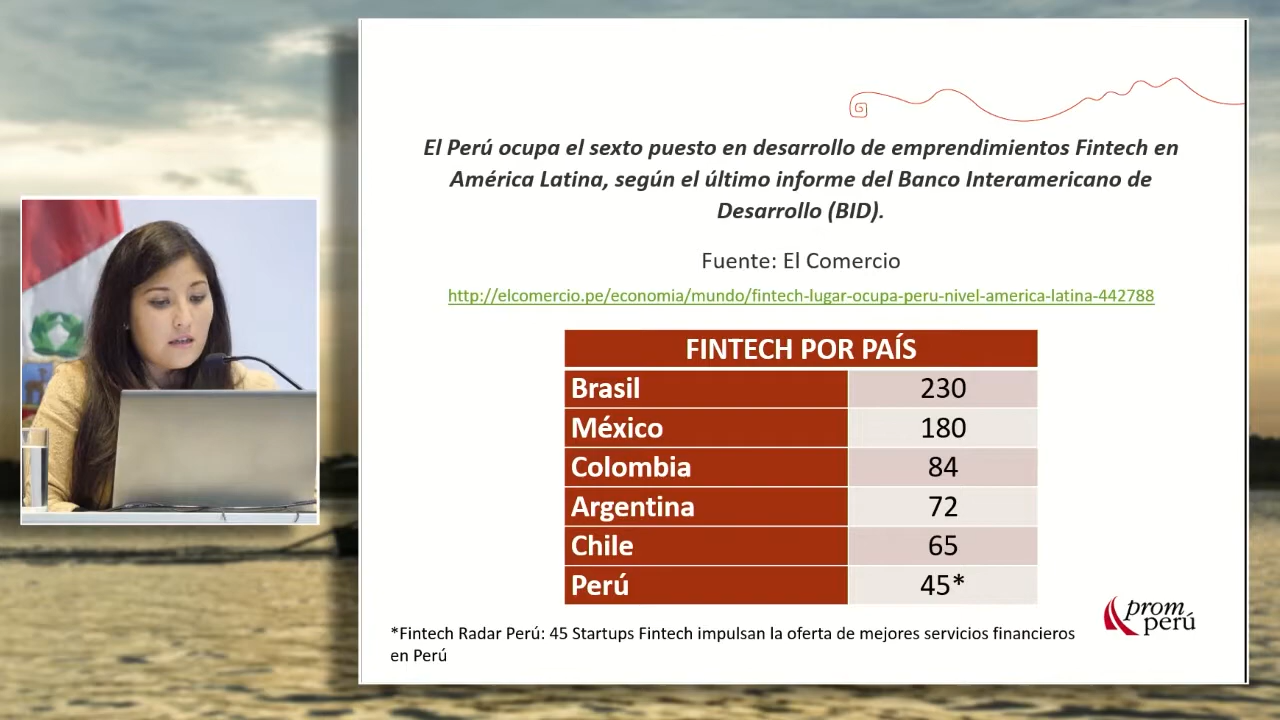 El Perú ocupa el sexto puesto en desarrollo de emprendimientos Fintech en
América Latina, según el último informe del Banco Interamericano de
Desarrollo (BID).
Fuente: El Comercio
http://elcomercio.pe/economia/mundo/fintech-lugar-ocupa-peru-nivel-america-latina-442788
FINTECH POR PAÍS
Brasil 230
México 180
Colombia 84
Argentina 72
Chile 65
Perú 45*
*Fintech Radar Perú: 45 Startups Fintech impulsan la oferta de mejores servicios financieros
en Perú
prom
perú